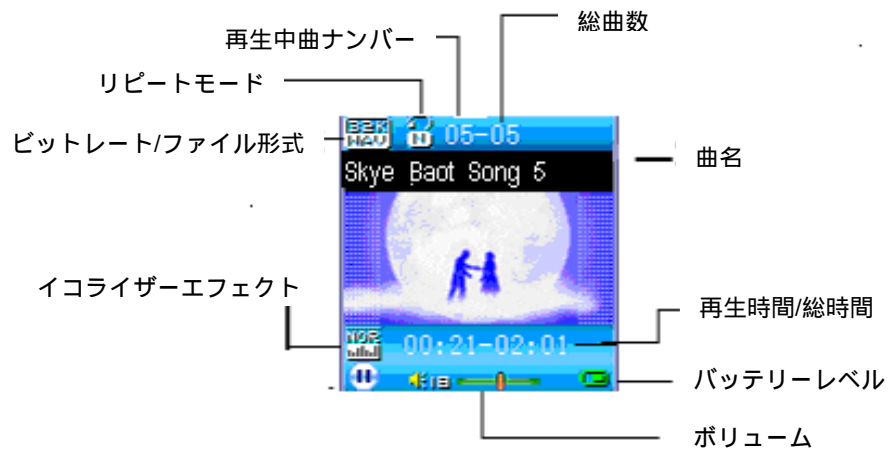 総曲数
再生中曲ナンバー
リピートモード
ビットレート/ファイル形式
32K
WAV
N
05-05
曲名
Skye Baot Song 5
イコライザーエフェクト
再生時間/総時間
NOR
00:21-02:01
18
バッテリーレベル
ボリューム